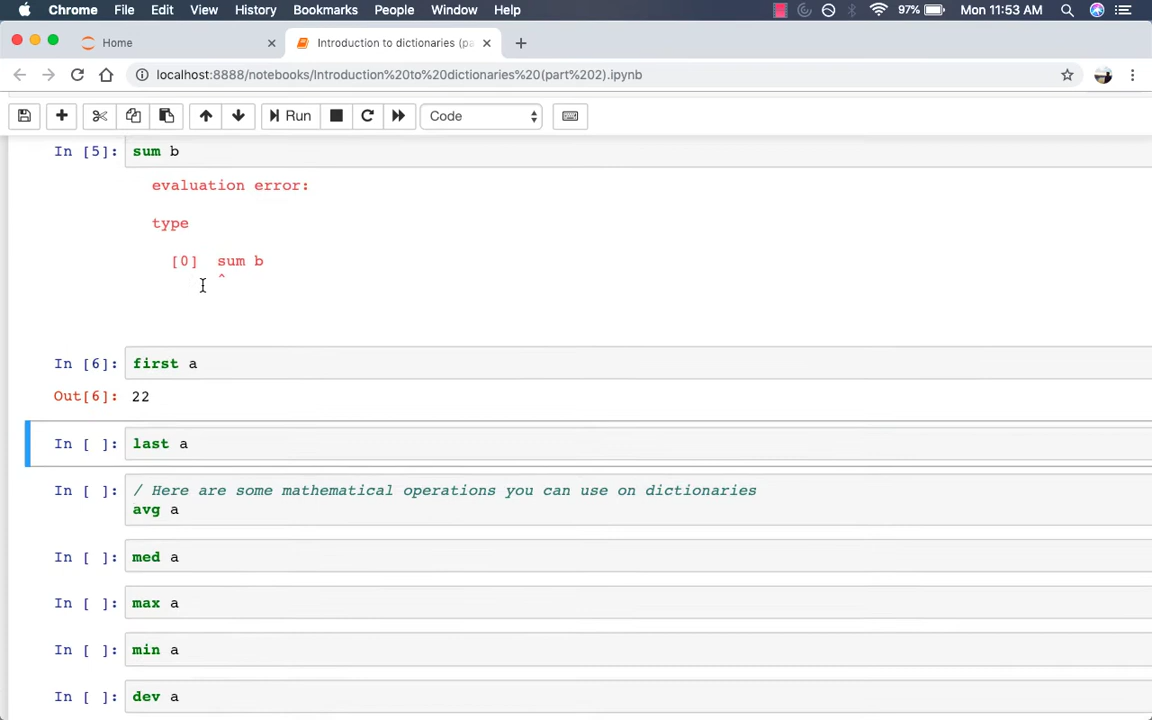 Chrome File Edit View History Bookmarks People Window Help 97% Mon 11:53 AM
Home Introduction to dictionaries (pa
localhost:8888/notebooks/Introduction%20to%20dictionaries%20(part%202).ipynb
Run Code
In [5]: sum b
evaluation error:
type
[0] sum b
^
In [6]: first a
Out[6]: 22
In [ ]: last a
In [ ]: / Here are some mathematical operations you can use on dictionaries
avg a
In [ ]: med a
In [ ]: max a
In [ ]: min a
In [ ]: dev a